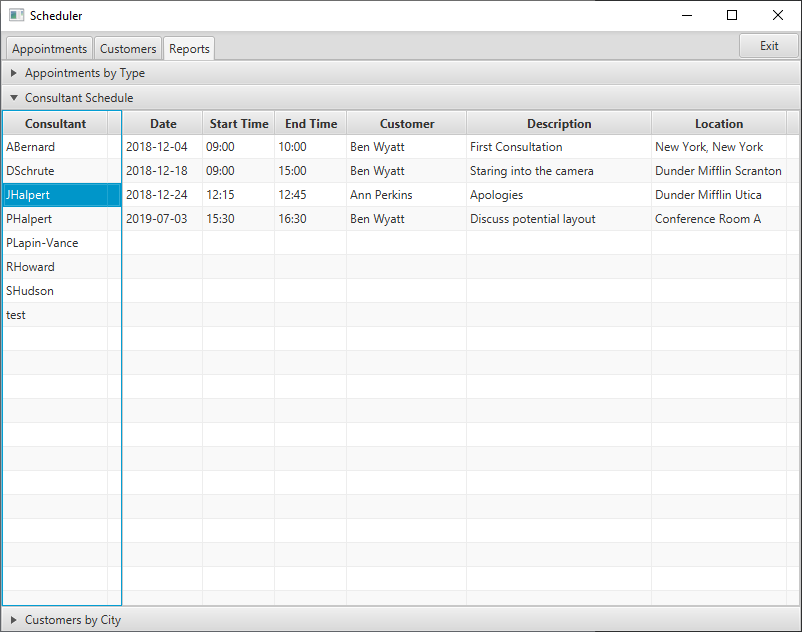 Scheduler
Appointments Customers Reports Exit
Appointments by Type
Consultant Schedule
Consultant Date Start Time End Time Customer Description Location
ABernard 2018-12-04 09:00 10:00 Ben Wyatt First Consultation New York, New York
DSchrute 2018-12-18 09:00 15:00 Ben Wyatt Staring into the camera Dunder Mifflin Scranton
JHalpert 2018-12-24 12:15 12:45 Ann Perkins Apologies Dunder Mifflin Utica
PHalpert 2019-07-03 15:30 16:30 Ben Wyatt Discuss potential layout Conference Room A
PLapin-Vance
RHoward
SHudson
test
Customers by City